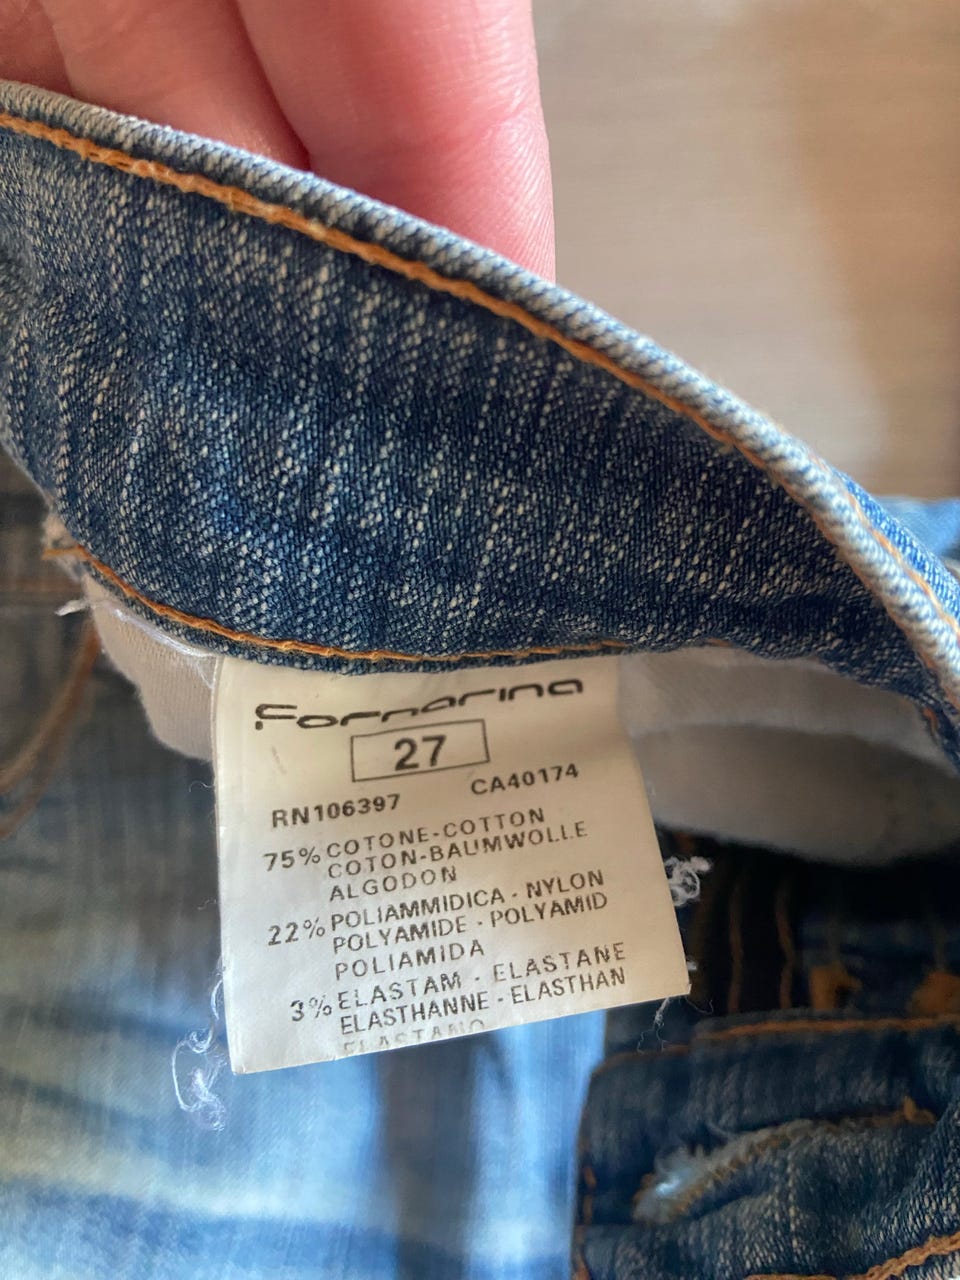 Fornarina
27
RN106397 CA40174
75% COTONE-COTTON
COTON-BAUMWOLLE
ALGODON
22% POLIAMMIDICA - NYLON
POLYAMIDE - POLYAMID
POLIAMIDA
3% ELASTAM - ELASTANE
ELASTHANNE - ELASTHAN
ELASTANO